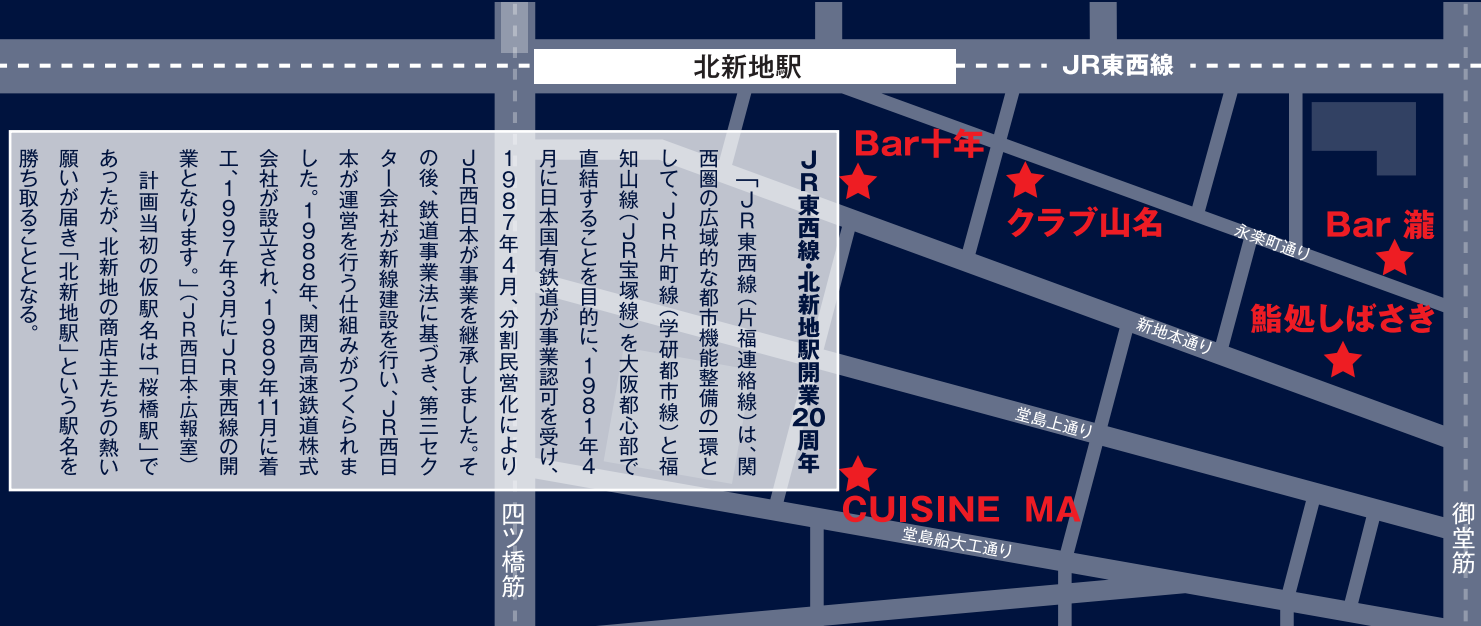 北新地駅
JR東西線
Bar十年
クラブ山名
Bar 瀧
永楽町通り
鮨処しばさき
新地本通り
堂島上通り
CUISINE MA
堂島船大工通り
四ツ橋筋
御堂筋
JR東西線・北新地駅開業20周年
「JR東西線（片福連絡線）は、関
西圏の広域的な都市機能整備の一環と
して、JR片町線（学研都市線）と福
知山線（JR宝塚線）を大阪都心部で
直結することを目的に、1981年4
月に日本国有鉄道が事業認可を受け、
1987年4月、分割民営化により
JR西日本が事業を継承しました。そ
の後、鉄道事業法に基づき、第三セク
ター会社が新線建設を行い、JR西日
本が運営を行う仕組みがつくられま
した。1988年、関西高速鉄道株式
会社が設立され、1989年11月に着
工、1997年3月にJR東西線の開
業となります。」（JR西日本・広報室）
計画当初の仮駅名は「桜橋駅」で
あったが、北新地の商店主たちの熱い
願いが届き「北新地駅」という駅名を
勝ち取ることとなる。